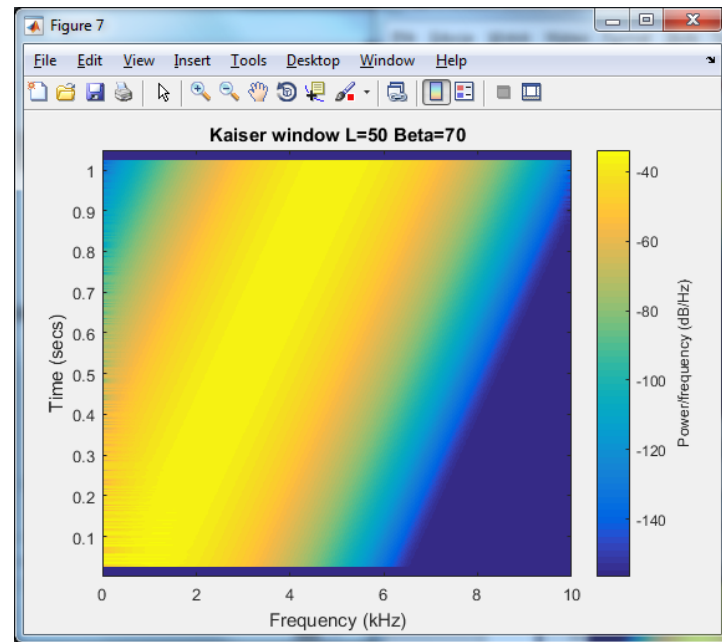 Figure 7
File Edit View Insert Tools Desktop Window Help
Kaiser window L=50 Beta=70
1
0.9
0.8
0.7
0.6
0.5
0.4
0.3
0.2
0.1
Time (secs)
0 2 4 6 8 10
Frequency (kHz)
-40
-60
-80
-100
-120
-140
Power/frequency (dB/Hz)